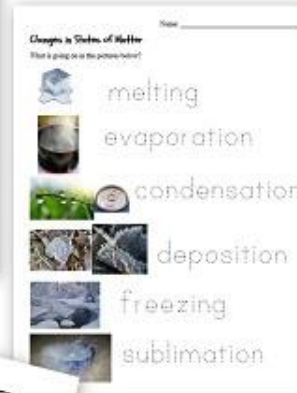 Name
Changes in States of Matter
What is going on in the pictures below?
melting
evaporation
condensation
deposition
freezing
sublimation